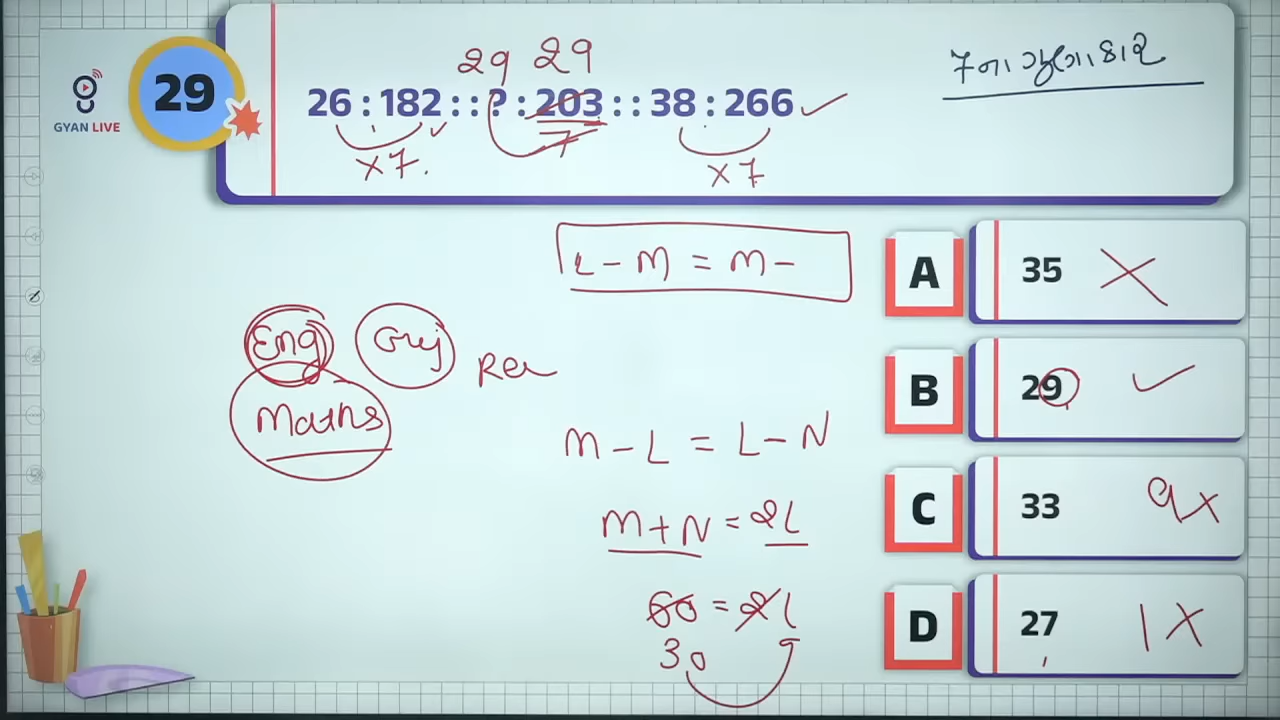 29 29
29
26 : 182 : : ? : 203 : : 38 : 266
7ના ગુણાકાર
GYAN LIVE
x7.
7
x7
L - M = M -
A 35
Eng Guj Rea
B 29
Maths
M - L = L - N
C 33 9x
M + N = 2L
60 = 2L
D 27 1x
30